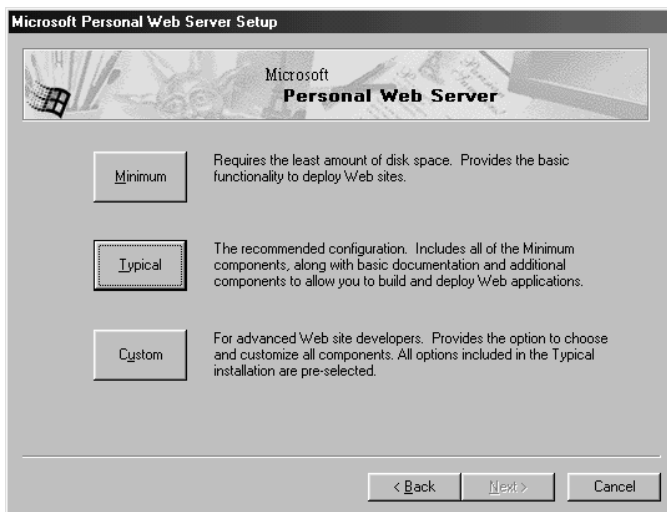 Microsoft Personal Web Server Setup
Microsoft
Personal Web Server
Minimum
Requires the least amount of disk space. Provides the basic
functionality to deploy Web sites.
Typical
The recommended configuration. Includes all of the Minimum
components, along with basic documentation and additional
components to allow you to build and deploy Web applications.
Custom
For advanced Web site developers. Provides the option to choose
and customize all components. All options included in the Typical
installation are pre-selected.
< Back
Next >
Cancel